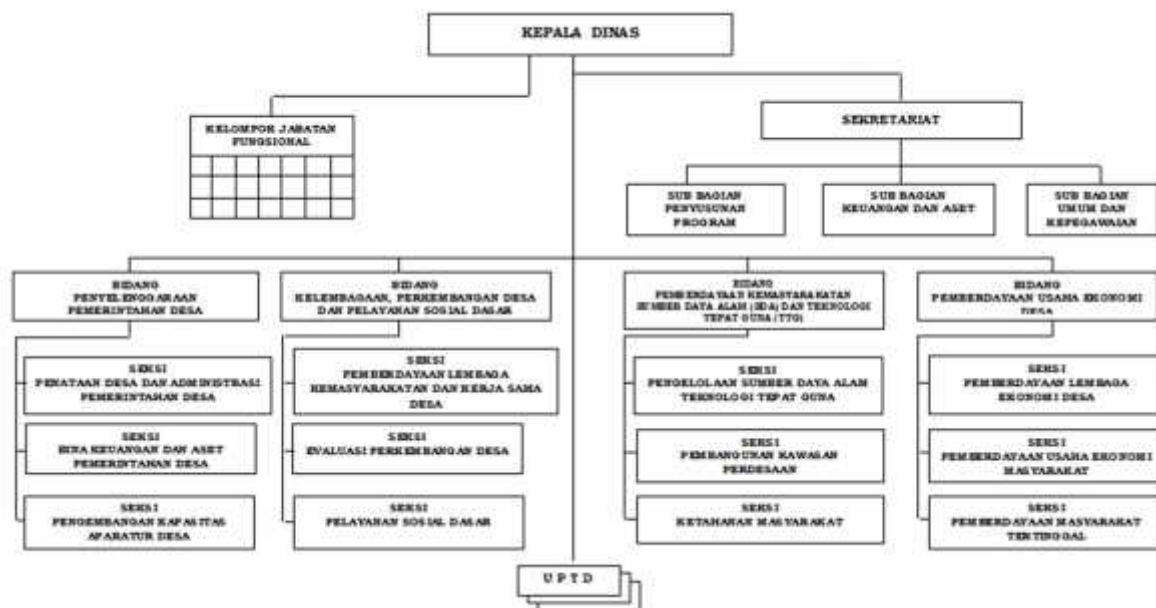 KEPALA DINAS
KELOMPOK JABATAN
FUNGSIONAL
SEKRETARIAT
SUB BAGIAN
PENYUSUNAN
PROGRAM
SUB BAGIAN
KEUANGAN DAN ASET
SUB BAGIAN
UMUM DAN
KEPEGAWAIAN
BIDANG
PENYELENGGARAAN
PEMERINTAHAN DESA
BIDANG
KELEMBAGAAN, PERKEMBANGAN DESA
DAN PELAYANAN SOSIAL DASAR
BIDANG
PEMBERDAYAAN KEMASYARAKATAN
SUMBER DAYA ALAM (SDA) DAN TEKNOLOGI
TEPAT GUNA (TTG)
BIDANG
PEMBERDAYAAN USAHA EKONOMI
DESA
SEKSI
PENATAAN DESA DAN ADMINISTRASI
PEMERINTAHAN DESA
SEKSI
BINA KEUANGAN DAN ASET
PEMERINTAHAN DESA
SEKSI
PENGEMBANGAN KAPASITAS
APARATUR DESA
SEKSI
PEMBERDAYAAN LEMBAGA
KEMASYARAKATAN DAN KERJA SAMA
DESA
SEKSI
EVALUASI PERKEMBANGAN DESA
SEKSI
PELAYANAN SOSIAL DASAR
SEKSI
PENGELOLAAN SUMBER DAYA ALAM
TEKNOLOGI TEPAT GUNA
SEKSI
PEMBANGUNAN KAWASAN
PERDESAAN
SEKSI
KETAHANAN MASYARAKAT
SEKSI
PEMBERDAYAAN LEMBAGA
EKONOMI DESA
SEKSI
PEMBERDAYAAN USAHA EKONOMI
MASYARAKAT
SEKSI
PEMBERDAYAAN MASYARAKAT
TERTINGGAL
U P T D